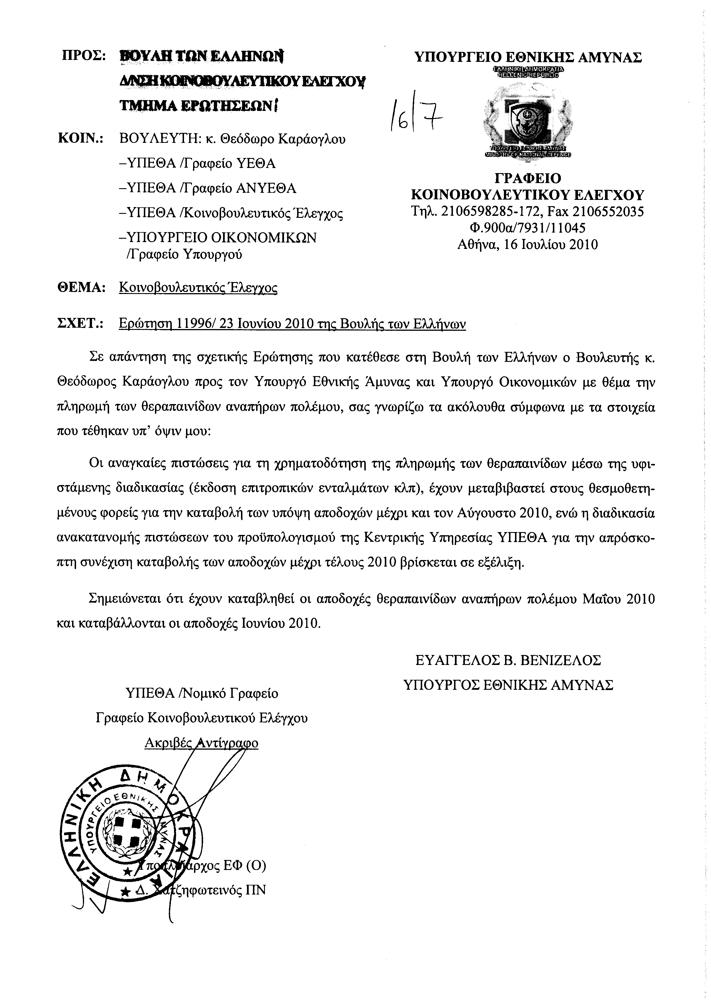 ΠΡΟΣ: ΒΟΥΛΗ ΤΩΝ ΕΛΛΗΝΩΝ
Δ/ΝΣΗ ΚΟΙΝΟΒΟΥΛΕΥΤΙΚΟΥ ΕΛΕΓΧΟΥ
ΤΜΗΜΑ ΕΡΩΤΗΣΕΩΝ
ΚΟΙΝ.: ΒΟΥΛΕΥΤΗ: κ. Θεόδωρο Καράογλου
–ΥΠΕΘΑ /Γραφείο ΥΕΘΑ
–ΥΠΕΘΑ /Γραφείο ΑΝΥΕΘΑ
–ΥΠΕΘΑ /Κοινοβουλευτικός Έλεγχος
–ΥΠΟΥΡΓΕΙΟ ΟΙΚΟΝΟΜΙΚΩΝ
/Γραφείο Υπουργού
16/7
ΥΠΟΥΡΓΕΙΟ ΕΘΝΙΚΗΣ ΑΜΥΝΑΣ
ΕΛΛΗΝΙΚΗ ΔΗΜΟΚΡΑΤΙΑ
HELLENIC REPUBLIC
ΥΠΟΥΡΓΕΙΟ ΕΘΝΙΚΗΣ ΑΜΥΝΑΣ
MINISTRY OF NATIONAL DEFENCE
ΓΡΑΦΕΙΟ
ΚΟΙΝΟΒΟΥΛΕΥΤΙΚΟΥ ΕΛΕΓΧΟΥ
Τηλ. 2106598285-172, Fax 2106552035
Φ.900α/7931/11045
Αθήνα, 16 Ιουλίου 2010
ΘΕΜΑ: Κοινοβουλευτικός Έλεγχος
ΣΧΕΤ.: Ερώτηση 11996/ 23 Ιουνίου 2010 της Βουλής των Ελλήνων
Σε απάντηση της σχετικής Ερώτησης που κατέθεσε στη Βουλή των Ελλήνων ο Βουλευτής κ.
Θεόδωρος Καράογλου προς τον Υπουργό Εθνικής Άμυνας και Υπουργό Οικονομικών με θέμα την
πληρωμή των θεραπαινίδων αναπήρων πολέμου, σας γνωρίζω τα ακόλουθα σύμφωνα με τα στοιχεία
που τέθηκαν υπ’ όψιν μου:
Οι αναγκαίες πιστώσεις για τη χρηματοδότηση της πληρωμής των θεραπαινίδων μέσω της υφι-
στάμενης διαδικασίας (έκδοση επιτροπικών ενταλμάτων κλπ), έχουν μεταβιβαστεί στους θεσμοθετη-
μένους φορείς για την καταβολή των υπόψη αποδοχών μέχρι και τον Αύγουστο 2010, ενώ η διαδικασία
ανακατανομής πιστώσεων του προϋπολογισμού της Κεντρικής Υπηρεσίας ΥΠΕΘΑ για την απρόσκο-
πτη συνέχιση καταβολής των αποδοχών μέχρι τέλους 2010 βρίσκεται σε εξέλιξη.
Σημειώνεται ότι έχουν καταβληθεί οι αποδοχές θεραπαινίδων αναπήρων πολέμου Μαΐου 2010
και καταβάλλονται οι αποδοχές Ιουνίου 2010.
ΕΥΑΓΓΕΛΟΣ Β. ΒΕΝΙΖΕΛΟΣ
ΥΠΟΥΡΓΟΣ ΕΘΝΙΚΗΣ ΑΜΥΝΑΣ
ΥΠΕΘΑ /Νομικό Γραφείο
Γραφείο Κοινοβουλευτικού Ελέγχου
Ακριβές Αντίγραφο
ΕΛΛΗΝΙΚΗ ΔΗΜΟΚΡΑΤΙΑ
ΥΠΟΥΡΓΕΙΟ ΕΘΝΙΚΗΣ ΑΜΥΝΑΣ
Υποπλοίαρχος ΕΦ (Ο)
Δ. Χατζηφωτεινός ΠΝ